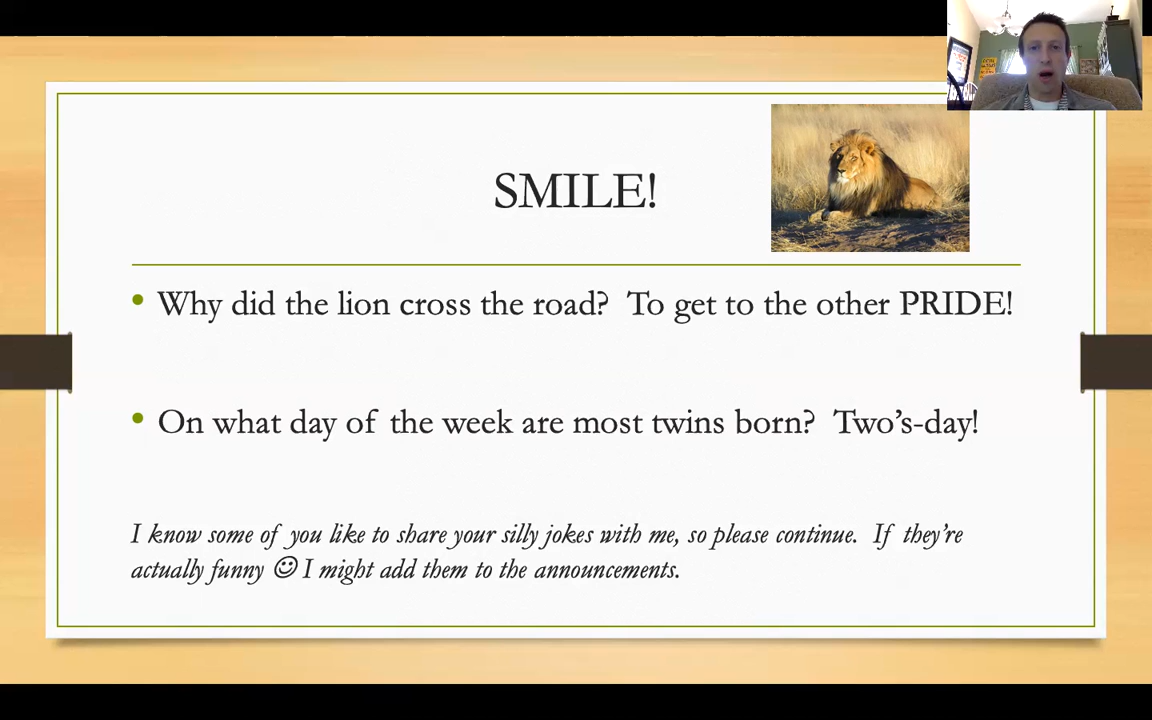 SMILE!
Why did the lion cross the road?  To get to the other PRIDE!
On what day of the week are most twins born?  Two's-day!
I know some of you like to share your silly jokes with me, so please continue.  If they're
actually funny ☺ I might add them to the announcements.